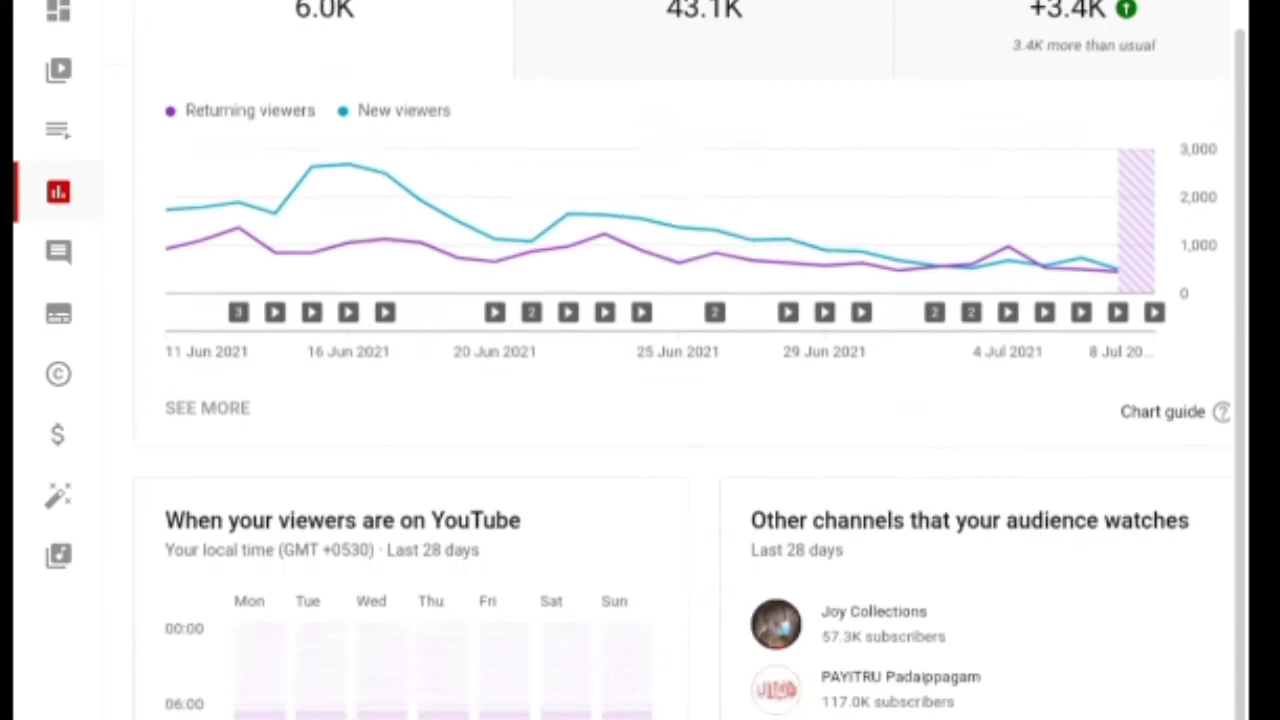 6.0K 43.1K +3.4K
3.4K more than usual
Returning viewers New viewers
3,000
2,000
1,000
0
3 2 2 2 2
11 Jun 2021 16 Jun 2021 20 Jun 2021 25 Jun 2021 29 Jun 2021 4 Jul 2021 8 Jul 20...
SEE MORE Chart guide
When your viewers are on YouTube
Your local time (GMT +0530) · Last 28 days
Mon Tue Wed Thu Fri Sat Sun
00:00
06:00
Other channels that your audience watches
Last 28 days
Joy Collections
57.3K subscribers
PAYITRU Padaippagam
117.0K subscribers